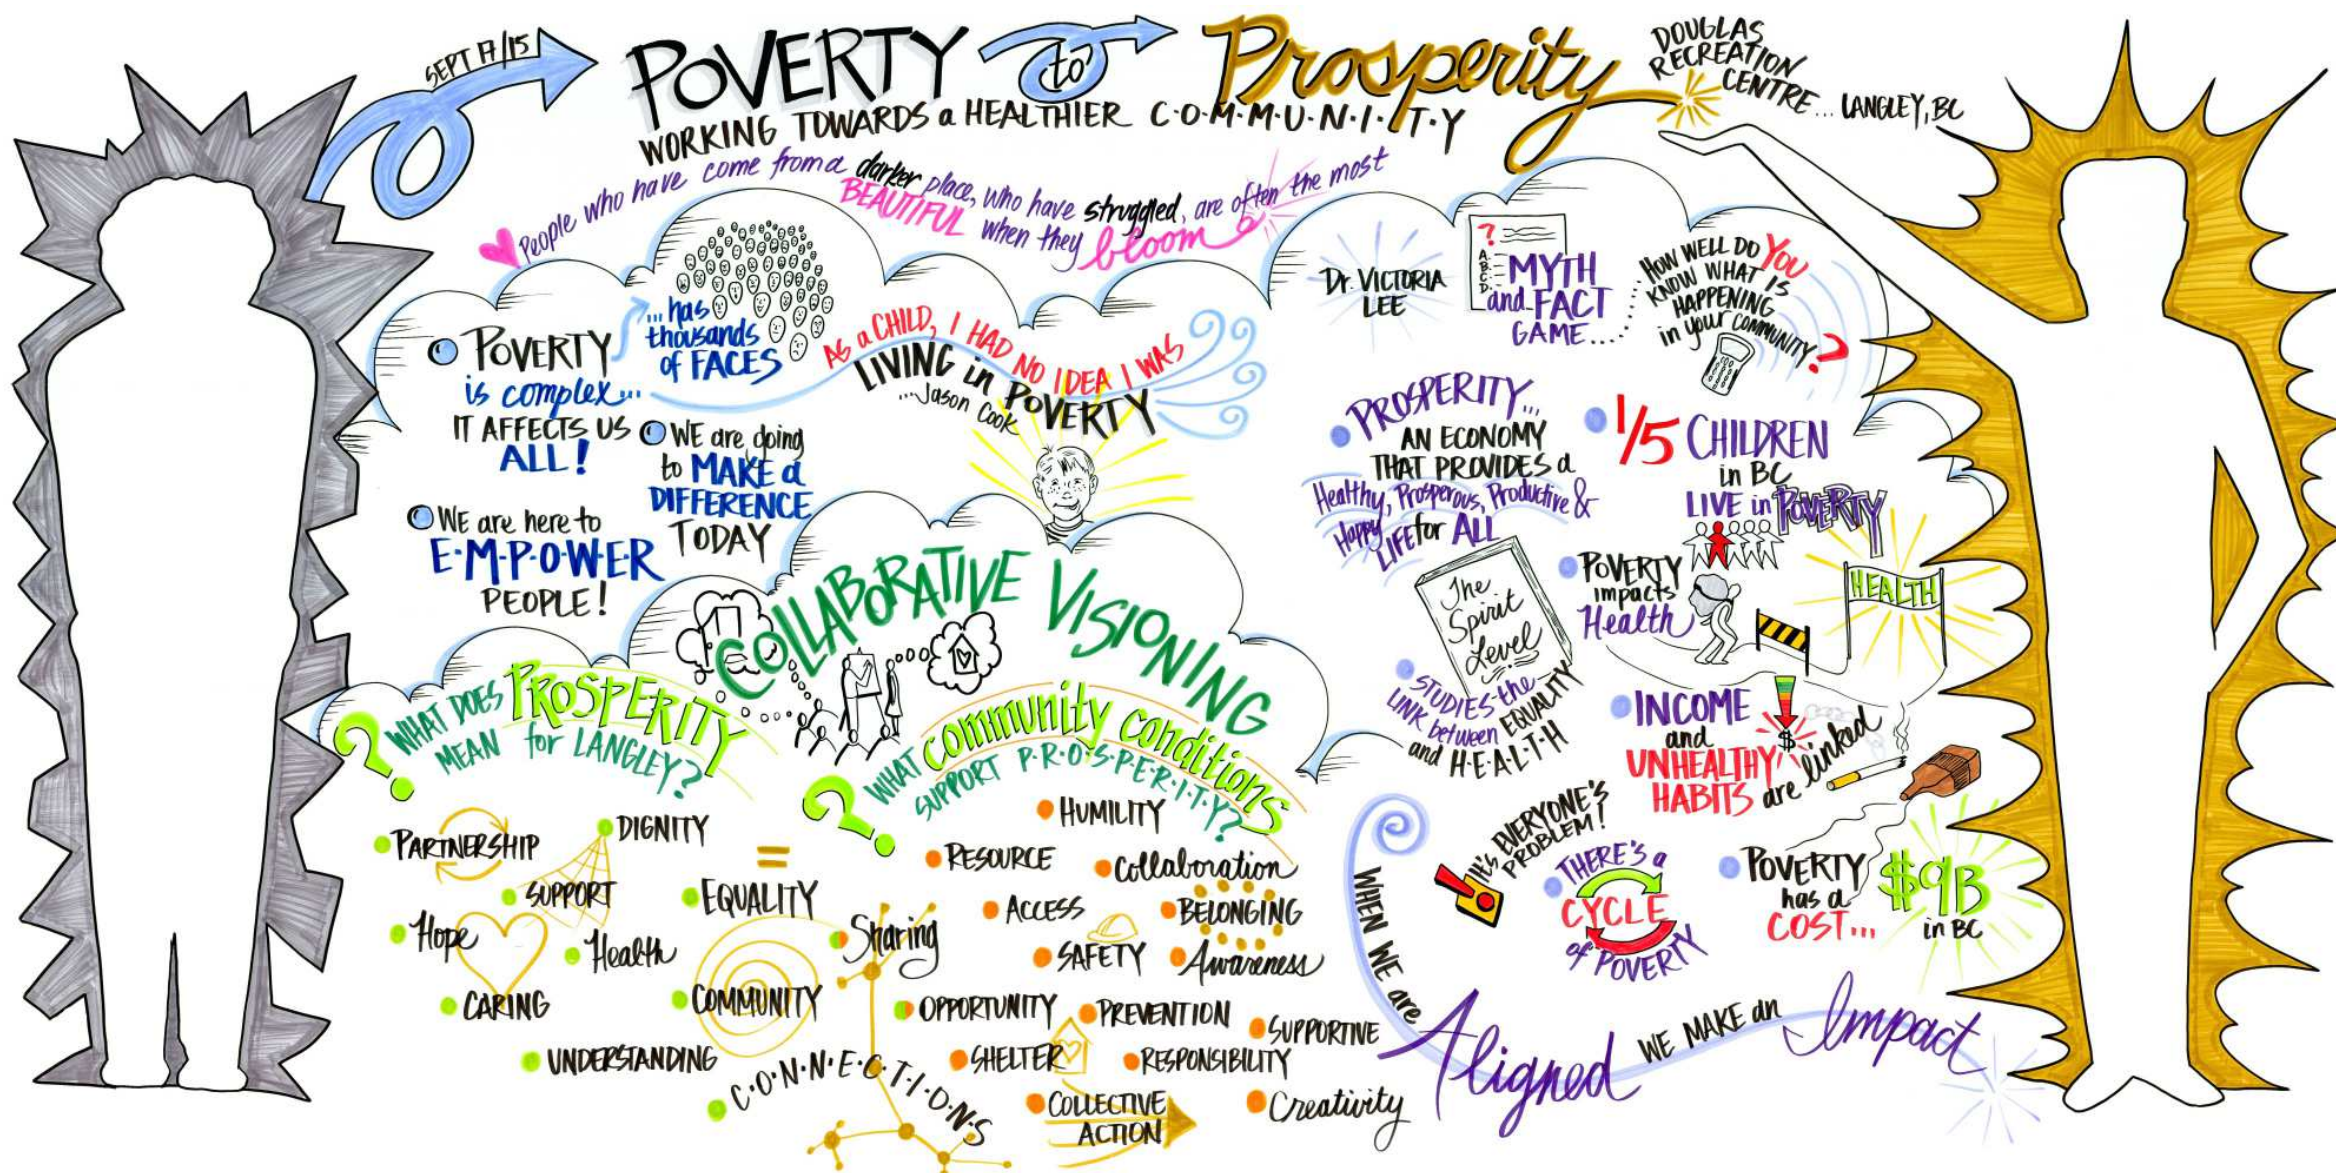 SEPT 17/15
POVERTY to Prosperity
WORKING TOWARDS a HEALTHIER C·O·M·M·U·N·I·T·Y
DOUGLAS
RECREATION
CENTRE... LANGLEY, BC
People who have come from a darker place, who have struggled, are often the most
BEAUTIFUL when they bloom
POVERTY
is complex...
IT AFFECTS US
ALL!
...has
thousands
of FACES
WE are going
to MAKE a
DIFFERENCE
TODAY
WE are here to
E·M·P·O·W·E·R
PEOPLE!
AS a CHILD, I HAD NO IDEA I WAS
LIVING in POVERTY
...Jason Cook
COLLABORATIVE VISIONING
? WHAT DOES PROSPERITY
MEAN for LANGLEY?
PARTNERSHIP
DIGNITY
SUPPORT
EQUALITY
=
Hope
Health
CARING
COMMUNITY
UNDERSTANDING
C·O·N·N·E·C·T·I·O·N·S
Sharing
OPPORTUNITY
? WHAT community conditions
SUPPORT P·R·O·S·P·E·R·I·T·Y?
HUMILITY
RESOURCE
Collaboration
ACCESS
BELONGING
SAFETY
Awareness
PREVENTION
SUPPORTIVE
SHELTER
RESPONSIBILITY
COLLECTIVE
ACTION
Creativity
Dr. VICTORIA
LEE
?
A.
B.
C.
D.
MYTH
and FACT
GAME...
HOW WELL DO YOU
KNOW WHAT IS
HAPPENING
in your COMMUNITY?
PROSPERITY...
AN ECONOMY
THAT PROVIDES a
Healthy, Prosperous, Productive &
Happy LIFE for ALL
1/5 CHILDREN
in BC
LIVE in POVERTY
The
Spirit
Level
STUDIES the
LINK between EQUALITY
and H·E·A·L·T·H
POVERTY
impacts
Health
HEALTH
INCOME
and
UNHEALTHY
HABITS are linked
$
IT'S EVERYONE'S
PROBLEM!
THERE'S a
CYCLE
of POVERTY
POVERTY
has a
COST...
$9B
in BC
WHEN WE are Aligned WE MAKE an Impact